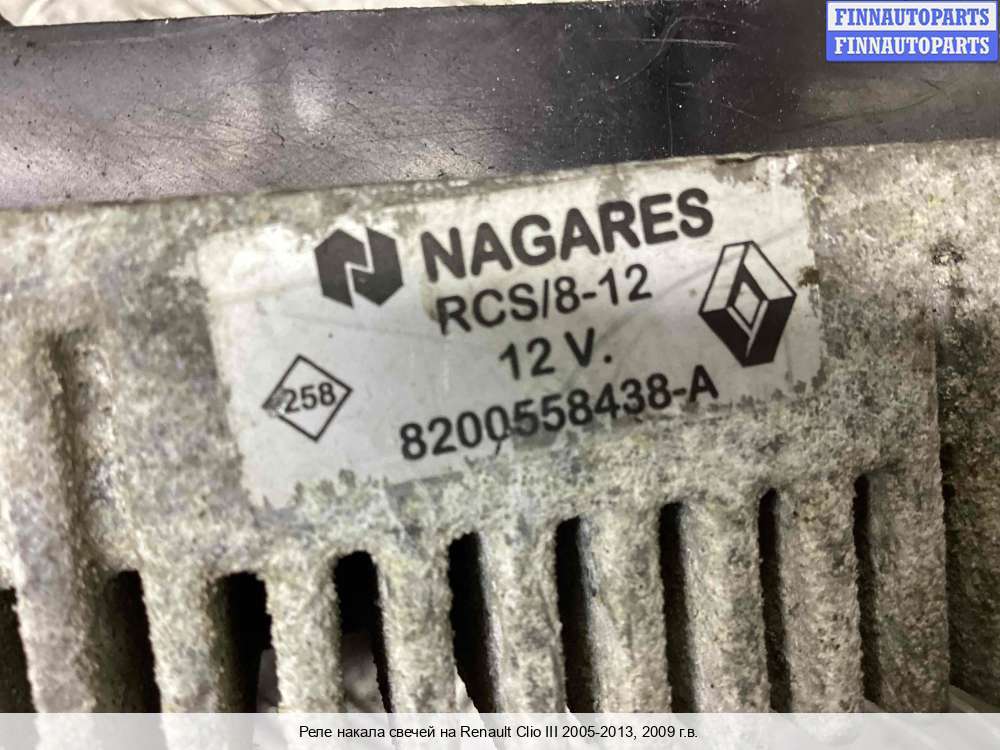 FINNAUTOPARTS
FINNAUTOPARTS
NAGARES
RCS/8-12
12 V.
258
8200558438-A
Реле накала свечей на Renault Clio III 2005-2013, 2009 г.в.